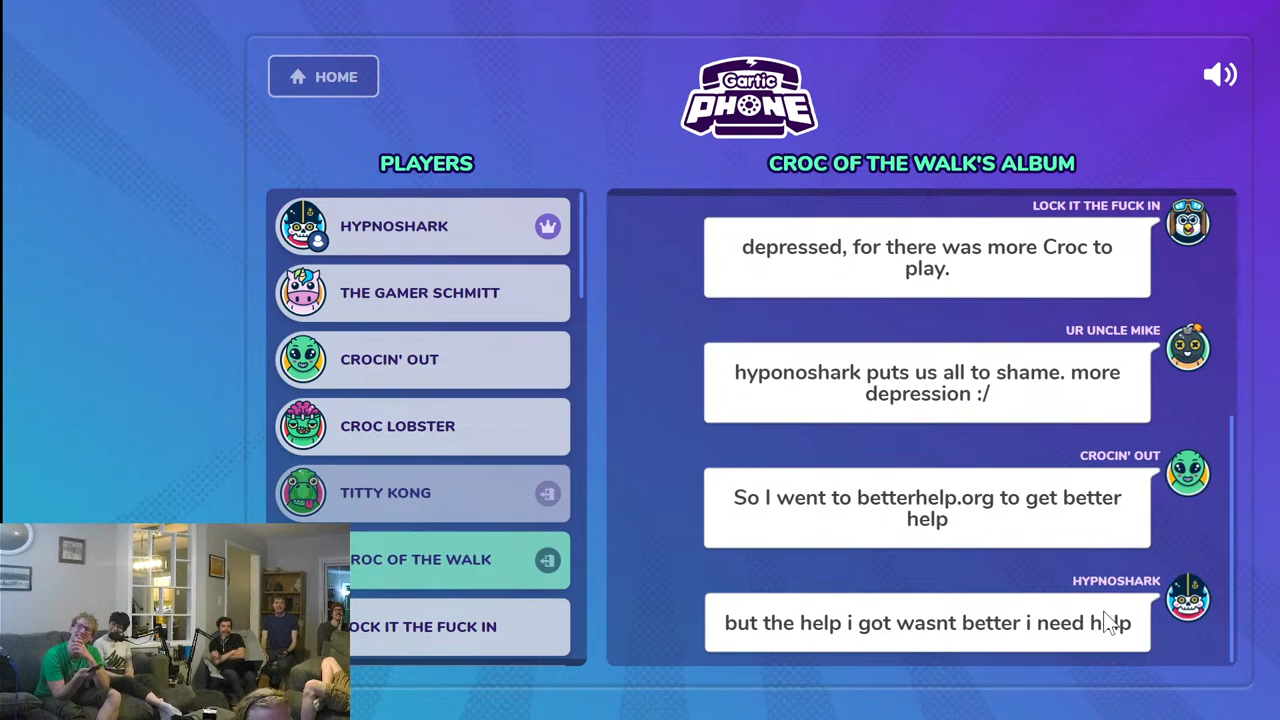 HOME
Gartic
PHONE
PLAYERS
HYPNOSHARK
THE GAMER SCHMITT
CROCIN' OUT
CROC LOBSTER
TITTY KONG
ROC OF THE WALK
OCK IT THE FUCK IN
CROC OF THE WALK'S ALBUM
LOCK IT THE FUCK IN
depressed, for there was more Croc to
play.
UR UNCLE MIKE
hyponoshark puts us all to shame. more
depression :/
CROCIN' OUT
So I went to betterhelp.org to get better
help
HYPNOSHARK
but the help i got wasnt better i need help